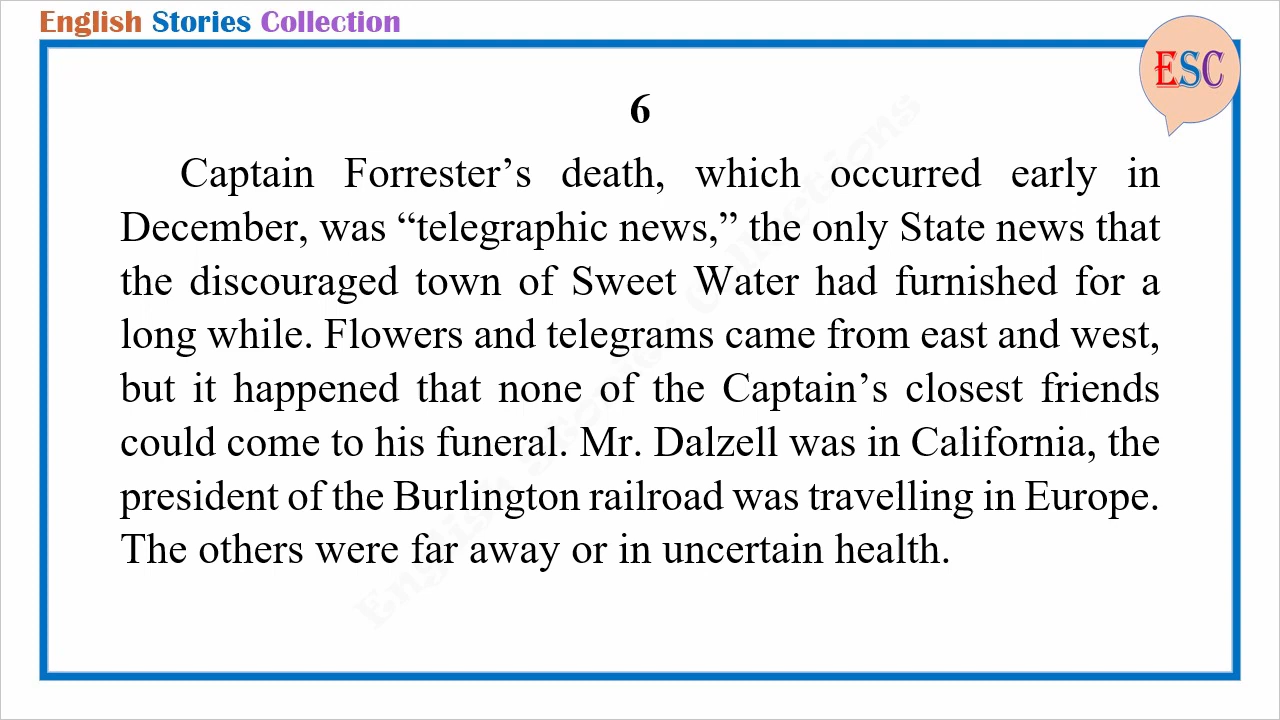 English Stories Collection
ESC
6
Captain Forrester’s death, which occurred early in
December, was “telegraphic news,” the only State news that
the discouraged town of Sweet Water had furnished for a
long while. Flowers and telegrams came from east and west,
but it happened that none of the Captain’s closest friends
could come to his funeral. Mr. Dalzell was in California, the
president of the Burlington railroad was travelling in Europe.
The others were far away or in uncertain health.